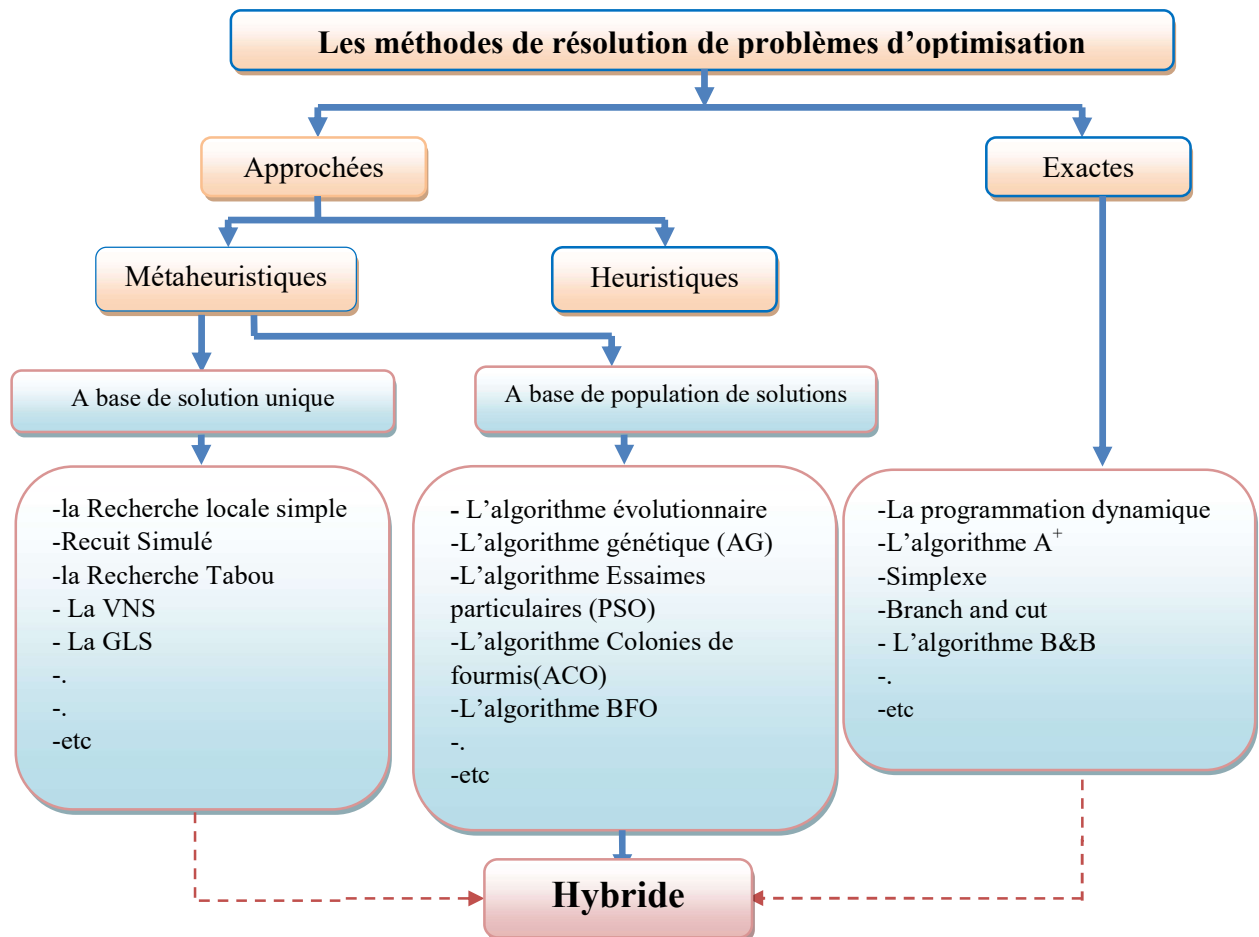 Les méthodes de résolution de problèmes d’optimisation
Approchées
Exactes
Métaheuristiques
Heuristiques
A base de solution unique
A base de population de solutions
-la Recherche locale simple
-Recuit Simulé
-la Recherche Tabou
- La VNS
- La GLS
-.
-.
-etc
- L’algorithme évolutionnaire
-L’algorithme génétique (AG)
-L’algorithme Essaimes
particulaires (PSO)
-L’algorithme Colonies de
fourmis(ACO)
-L’algorithme BFO
-.
-etc
-La programmation dynamique
-L’algorithme A⁺
-Simplexe
-Branch and cut
- L’algorithme B&B
-.
-etc
Hybride